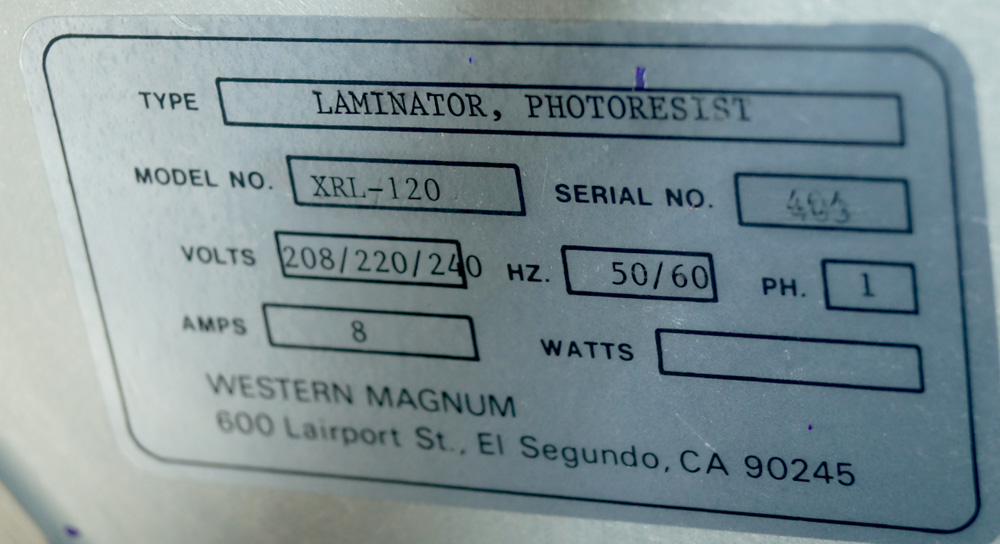 TYPE LAMINATOR, PHOTORESIST
MODEL NO. XRL-120 SERIAL NO.
VOLTS 208/220/240 HZ. 50/60 PH. 1
AMPS 8 WATTS
WESTERN MAGNUM
600 Lairport St., El Segundo, CA 90245